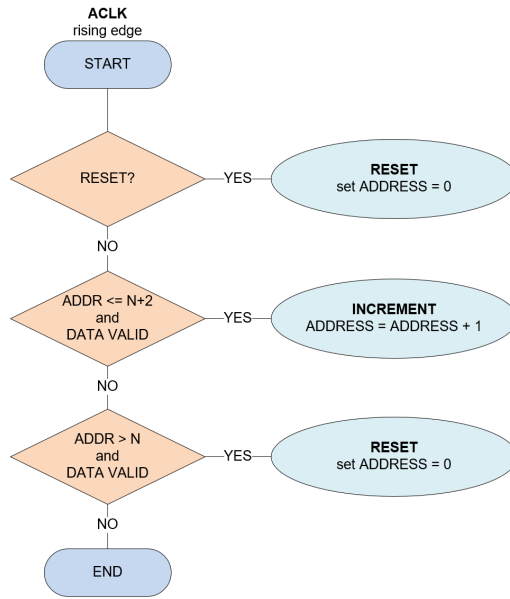 ACLK
rising edge
START
RESET?
YES
RESET
set ADDRESS = 0
NO
ADDR <= N+2
and
DATA VALID
YES
INCREMENT
ADDRESS = ADDRESS + 1
NO
ADDR > N
and
DATA VALID
YES
RESET
set ADDRESS = 0
NO
END